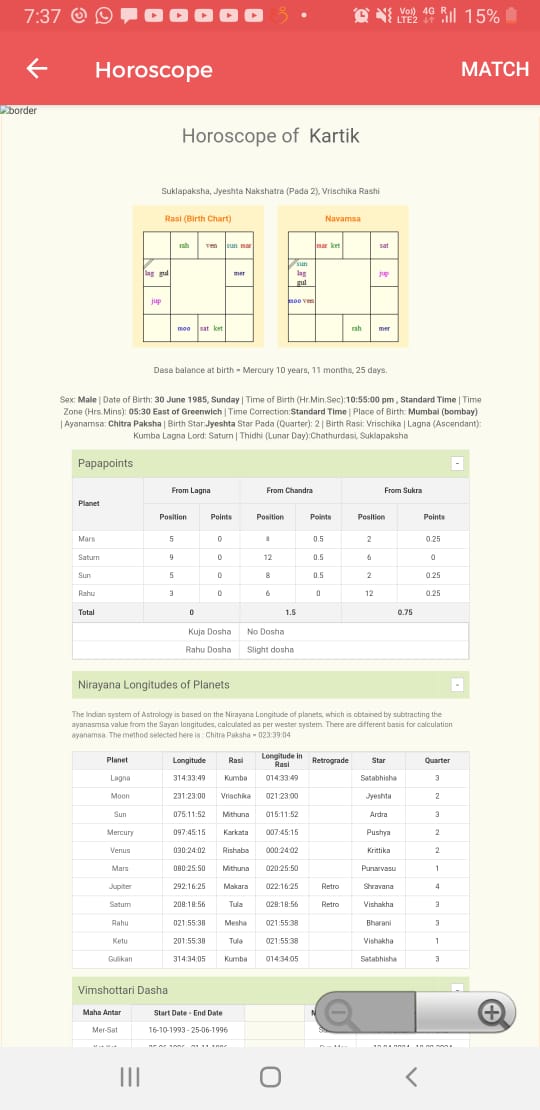 7:37
Vo))
LTE2
4G
R
15%
Horoscope
MATCH
border
Horoscope of Kartik
Suklapaksha, Jyeshta Nakshatra (Pada 2), Vrischika Rashi
Rasi (Birth Chart)
Navamsa
rah ven sun mar
lag gul mer
jup
moo sat ket
mar ket sat
sun
lag
gul
jup
moo ven
rah mer
Dasa balance at birth = Mercury 10 years, 11 months, 25 days.
Sex: Male | Date of Birth: 30 June 1985, Sunday | Time of Birth (Hr.Min.Sec):10:55:00 pm , Standard Time | Time
Zone (Hrs.Mins): 05:30 East of Greenwich | Time Correction:Standard Time | Place of Birth: Mumbai (bombay)
| Ayanamsa: Chitra Paksha | Birth Star:Jyeshta Star Pada (Quarter): 2 | Birth Rasi: Vrischika | Lagna (Ascendant):
Kumba Lagna Lord: Saturn | Thidhi (Lunar Day):Chathurdasi, Suklapaksha
Papapoints -
Planet From Lagna From Chandra From Sukra
Position Points Position Points Position Points
Mars 5 0 8 0.5 2 0.25
Saturn 9 0 12 0.5 6 0
Sun 5 0 8 0.5 2 0.25
Rahu 3 0 6 0 12 0.25
Total 0 1.5 0.75
Kuja Dosha No Dosha
Rahu Dosha Slight dosha
Nirayana Longitudes of Planets -
The Indian system of Astrology is based on the Nirayana Longitude of planets, which is obtained by subtracting the
ayanasmsa value from the Sayan longitudes, calculated as per wester system. There are different basis for calculation
ayanamsa. The method selected here is : Chitra Paksha = 023:39:04
Planet Longitude Rasi Longitude in Rasi Retrograde Star Quarter
Lagna 314:33:49 Kumba 014:33:49 Satabhisha 3
Moon 231:23:00 Vrischika 021:23:00 Jyeshta 2
Sun 075:11:52 Mithuna 015:11:52 Ardra 3
Mercury 097:45:15 Karkata 007:45:15 Pushya 2
Venus 030:24:02 Rishaba 000:24:02 Krittika 2
Mars 080:25:50 Mithuna 020:25:50 Punarvasu 1
Jupiter 292:16:25 Makara 022:16:25 Retro Shravana 4
Saturn 208:18:56 Tula 028:18:56 Retro Vishakha 3
Rahu 021:55:38 Mesha 021:55:38 Bharani 3
Ketu 201:55:38 Tula 021:55:38 Vishakha 1
Gulikan 314:34:05 Kumba 014:34:05 Satabhisha 3
Vimshottari Dasha -
Maha Antar Start Date - End Date
Mer-Sat 16-10-1993 - 25-06-1996